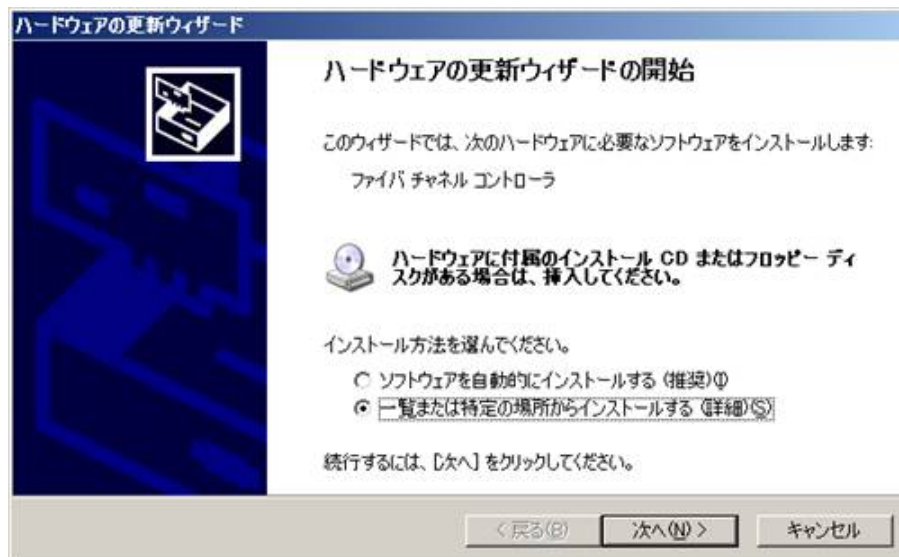 ハードウェアの更新ウィザード
ハードウェアの更新ウィザードの開始
このウィザードでは、次のハードウェアに必要なソフトウェアをインストールします:
ファイバ チャネル コントローラ
ハードウェアに付属のインストール CD またはフロッピー ディ
スクがある場合は、挿入してください。
インストール方法を選んでください。
ソフトウェアを自動的にインストールする (推奨)(I)
一覧または特定の場所からインストールする (詳細)(S)
続行するには、[次へ] をクリックしてください。
< 戻る(B)
次へ(N) >
キャンセル